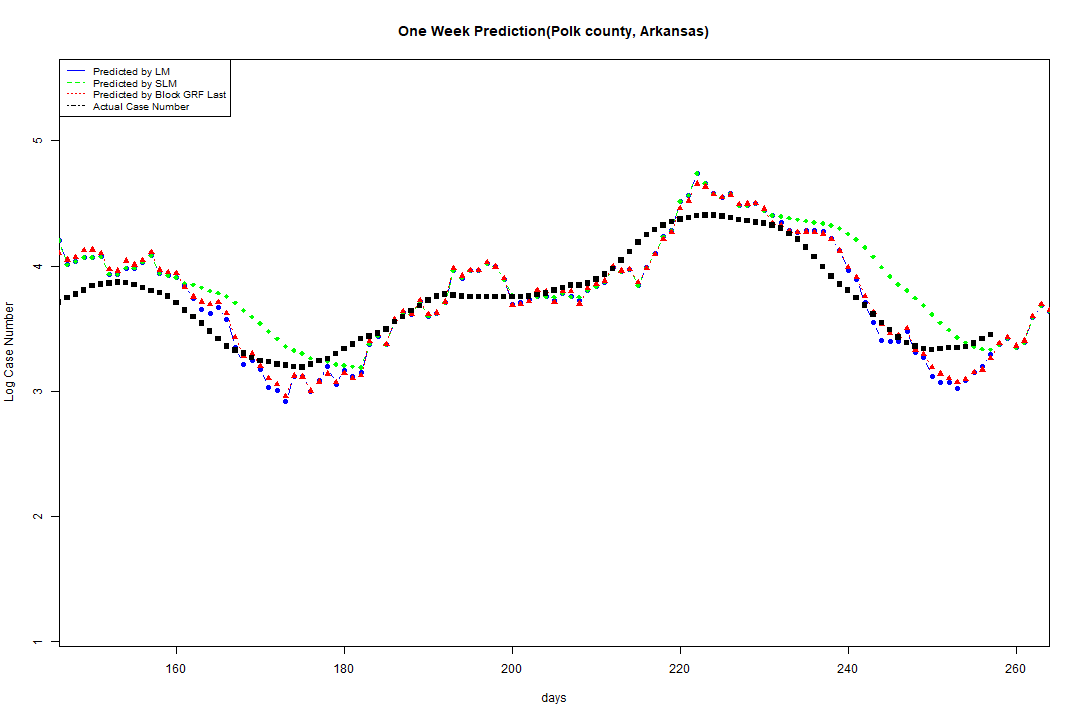 One Week Prediction(Polk county, Arkansas)
Predicted by LM
Predicted by SLM
Predicted by Block GRF Last
Actual Case Number
5
4
3
2
1
Log Case Number
160 180 200 220 240 260
days